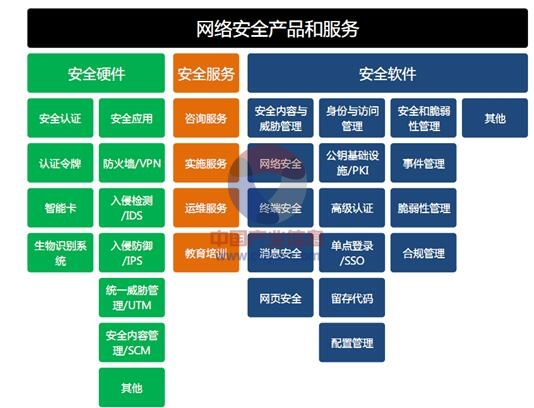 网络安全产品和服务
安全硬件
安全服务
安全软件
安全认证
安全应用
咨询服务
安全内容与
威胁管理
身份与访问
管理
安全和脆弱
性管理
其他
认证令牌
防火墙/VPN
实施服务
网络安全
公钥基础设
施/PKI
事件管理
智能卡
入侵检测
/IDS
运维服务
终端安全
高级认证
脆弱性管理
生物识别系
统
入侵防御
/IPS
教育培训
消息安全
单点登录
/SSO
合规管理
统一威胁管
理/UTM
网页安全
留存代码
安全内容管
理/SCM
配置管理
其他
中国产业信息